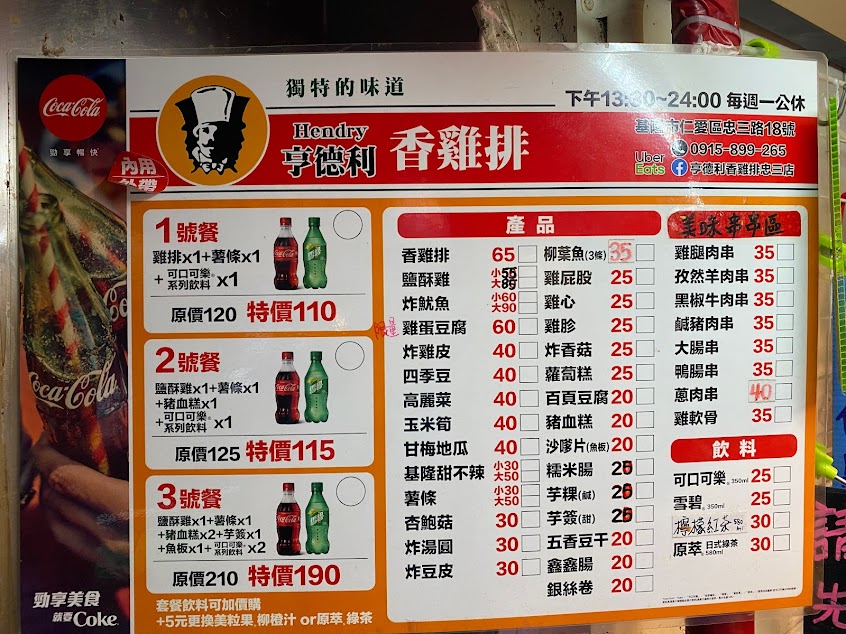 Coca-Cola
勁享暢快
獨特的味道
下午13:30~24:00 每週一公休
Hendry
亨德利 香雞排
基隆市仁愛區忠三路18號
0915-899-265
Uber Eats
亨德利香雞排忠三店
內用
外帶
1號餐
雞排x1+薯條x1
+可口可樂系列飲料x1
原價120 特價110
2號餐
鹽酥雞x1+薯條x1
+豬血糕x1
+可口可樂系列飲料x1
原價125 特價115
3號餐
鹽酥雞x1+薯條x1
+豬血糕x2+芋簽x1
+魚板x1+可口可樂系列飲料x2
原價210 特價190
套餐飲料可加價購
+5元更換美粒果.柳橙汁 or原萃.綠茶
Coca-Cola
勁享美食
就要Coke
產品
香雞排 65
鹽酥雞 小55 大
炸魷魚 小60 大90
限量 雞蛋豆腐 60
炸雞皮 40
四季豆 40
高麗菜 40
玉米筍 40
甘梅地瓜 40
基隆甜不辣 小30 大50
薯條 小30 大50
杏鮑菇 30
炸湯圓 30
炸豆皮 30
柳葉魚(3條) 35
雞屁股 25
雞心 25
雞胗 25
炸香菇 25
蘿蔔糕 25
百頁豆腐 20
豬血糕 20
沙嗲片(魚板) 20
糯米腸 25
芋粿(鹹) 25
芋簽(甜) 25
五香豆干 20
鑫鑫腸 20
銀絲卷 20
美味串串區
雞腿肉串 35
孜然羊肉串 35
黑椒牛肉串 35
鹹豬肉串 35
大腸串 35
鴨腸串 35
蔥肉串 40
雞軟骨 35
飲料
可口可樂 350ml 25
雪碧 350ml 25
檸檬紅茶 580ml 30
原萃 日式綠茶 580ml 30
請
先